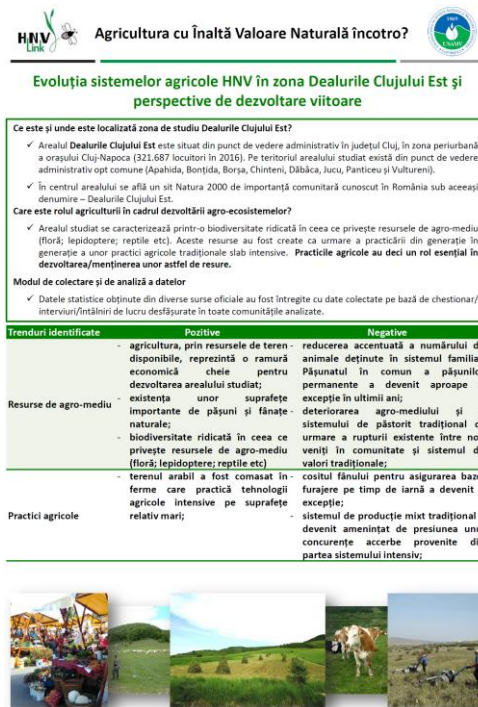 HNV
Link
Agricultura cu Înaltă Valoare Naturală încotro?
Evoluția sistemelor agricole HNV în zona Dealurile Clujului Est și
perspective de dezvoltare viitoare
Ce este și unde este localizată zona de studiu Dealurile Clujului Est?
✓ Arealul Dealurile Clujului Est este situat din punct de vedere administrativ în județul Cluj, în zona periurbană
a orașului Cluj-Napoca (321.687 locuitori în 2016). Pe teritoriul arealului studiat există din punct de vedere
administrativ opt comune (Apahida, Bonțida, Borșa, Chinteni, Dăbâca, Jucu, Panticeu și Vultureni).
✓ În centrul arealului se află un sit Natura 2000 de importanță comunitară cunoscut în România sub aceeași
denumire – Dealurile Clujului Est.
Care este rolul agriculturii în cadrul dezvoltării agro-ecosistemelor?
✓ Arealul studiat se caracterizează printr-o biodiversitate ridicată în ceea ce privește resursele de agro-mediu
(floră; lepidoptere; reptile etc). Aceste resurse au fost create ca urmare a practicării din generație în
generație a unor practici agricole tradiționale slab intensive. Practicile agricole au deci un rol esențial în
dezvoltarea/menținerea unor astfel de resure.
Modul de colectare și de analiză a datelor
✓ Datele statistice obținute din diverse surse oficiale au fost întregite cu date colectate pe bază de chestionar/
interviuri/întâlniri de lucru desfășurate în toate comunitățile analizate.
Trenduri identificate Pozitive Negative
Resurse de agro-mediu
- agricultura, prin resursele de teren
disponibile, reprezintă o ramură
economică cheie pentru
dezvoltarea arealului studiat;
- existența unor suprafețe
importante de pășuni și fânațe
naturale;
- biodiversitate ridicată în ceea ce
privește resursele de agro-mediu
(floră; lepidoptere; reptile etc)
- reducerea accentuată a numărului d
animale deținute în sistemul familia
Pășunatul în comun a pășunilo
permanente a devenit aproape
excepție în ultimii ani;
- deteriorarea agro-mediului și
sistemului de păstorit tradițional c
urmare a rupturii existente între no
veniți în comunitate și sistemul d
valori tradiționale;
Practici agricole
- terenul arabil a fost comasat în
ferme care practică tehnologii
agricole intensive pe suprafețe
relativ mari;
- cositul fânului pentru asigurarea baze
furajere pe timp de iarnă a devenit
excepție;
- sistemul de producție mixt tradițional
devenit amenințat de presiunea unu
concurențe acerbe provenite di
partea sistemului intensiv;